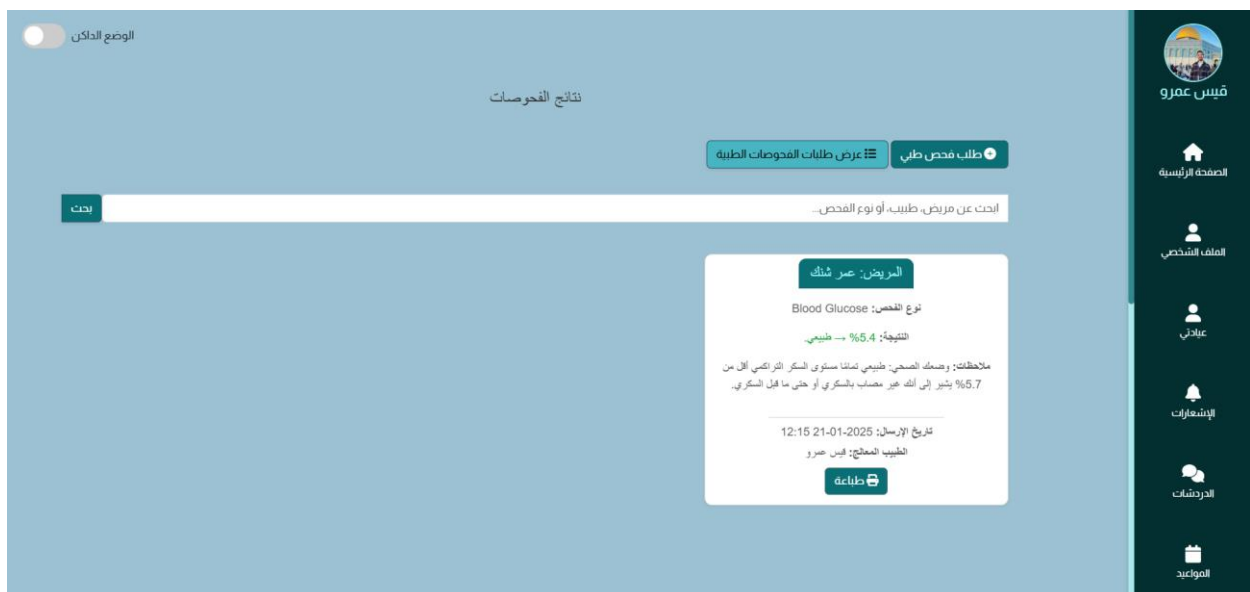 الوضع الداكن
قيس عمرو
الصفحة الرئيسية
الملف الشخصي
عيادتي
الإشعارات
الدردشات
المواعيد
نتائج الفحوصات
طلب فحص طبي
عرض طلبات الفحوصات الطبية
ابحث عن مريض، طبيب، أو نوع الفحص...
بحث
المريض: عمر شنك
نوع الفحص: Blood Glucose
النتيجة: 5.4% → طبيعي.
ملاحظات: وضعك الصحي: طبيعي تمامًا مستوى السكر التراكمي أقل من
5.7% يشير إلى أنك غير مصاب بالسكري أو حتى ما قبل السكري.
تاريخ الإرسال: 2025-01-21 12:15
الطبيب المعالج: قيس عمرو
طباعة